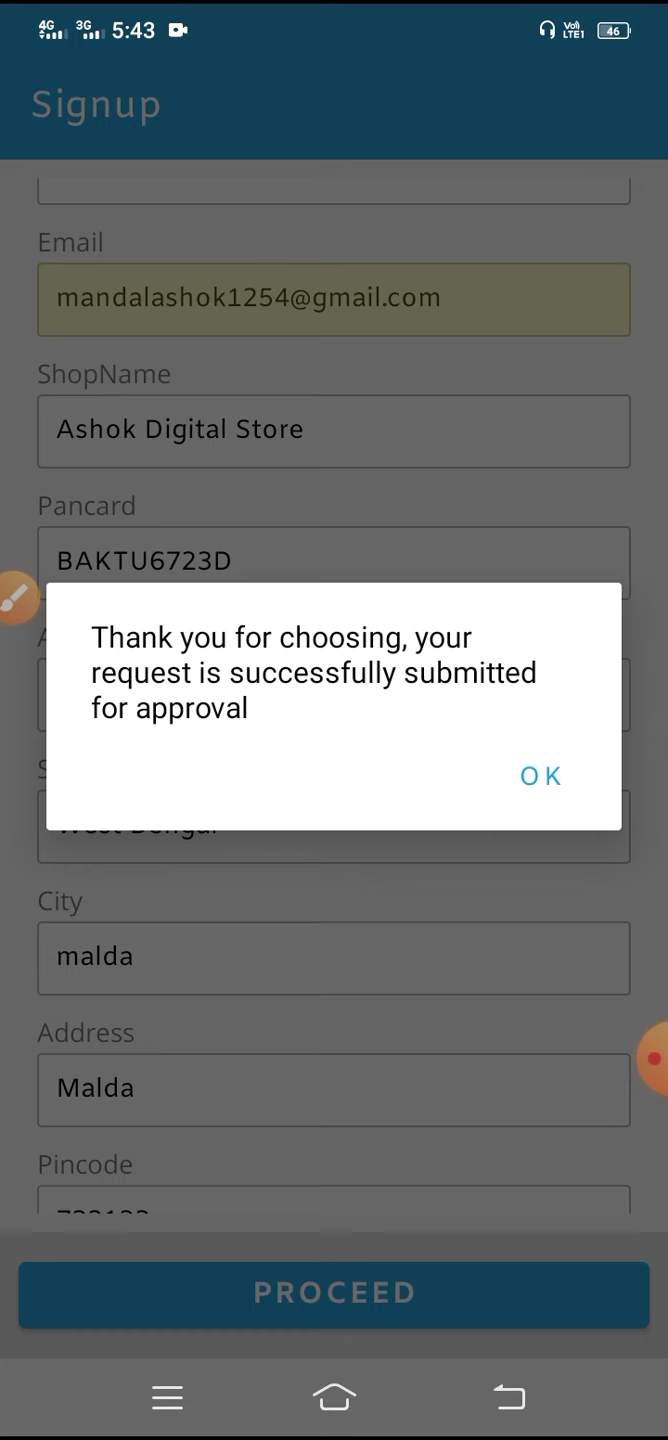 4G 3G 5:43 Vo) LTE1 46
Signup
Email
mandalashok1254@gmail.com
ShopName
Ashok Digital Store
Pancard
BAKTU6723D
Thank you for choosing, your
request is successfully submitted
for approval
OK
City
malda
Address
Malda
Pincode
PROCEED